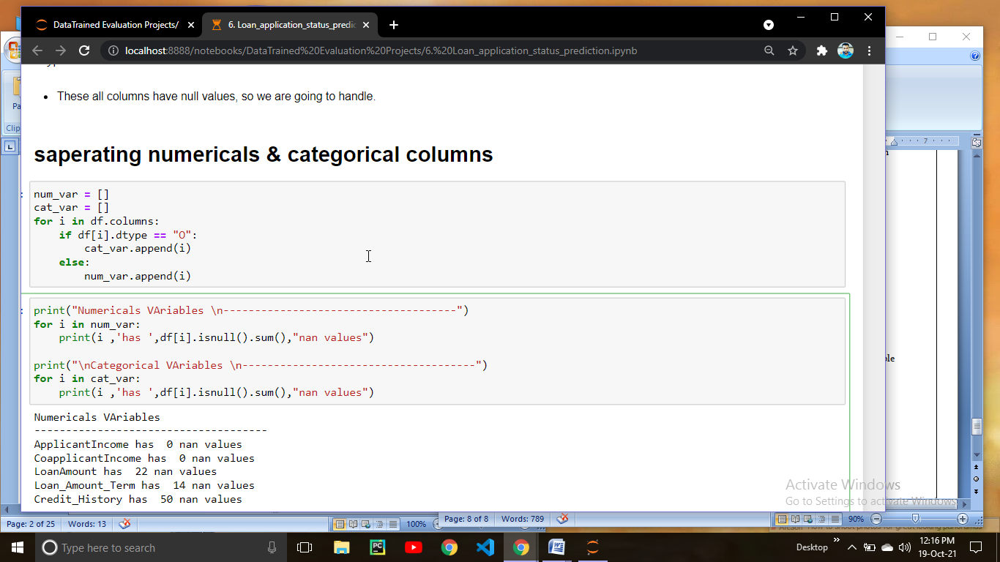 DataTrained Evaluation Projects/
6. Loan_application_status_predic
localhost:8888/notebooks/DataTrained%20Evaluation%20Projects/6.%20Loan_application_status_prediction.ipynb
These all columns have null values, so we are going to handle.
saperating numericals & categorical columns
num_var = []
cat_var = []
for i in df.columns:
    if df[i].dtype == "O":
        cat_var.append(i)
    else:
        num_var.append(i)
print("Numericals VAriables \n-------------------------------------")
for i in num_var:
    print(i ,'has ',df[i].isnull().sum(),"nan values")
print("\nCategorical VAriables \n-------------------------------------")
for i in cat_var:
    print(i ,'has ',df[i].isnull().sum(),"nan values")
Numericals VAriables
-------------------------------------
ApplicantIncome has  0 nan values
CoapplicantIncome has  0 nan values
LoanAmount has  22 nan values
Loan_Amount_Term has  14 nan values
Credit_History has  50 nan values
Pa
Clip
7
ble
Activate Windows
Go to Settings to activate Windows.
Page: 2 of 25
Words: 13
100%
Page: 8 of 8
Words: 789
90%
Type here to search
Desktop
12:16 PM
19-Oct-21